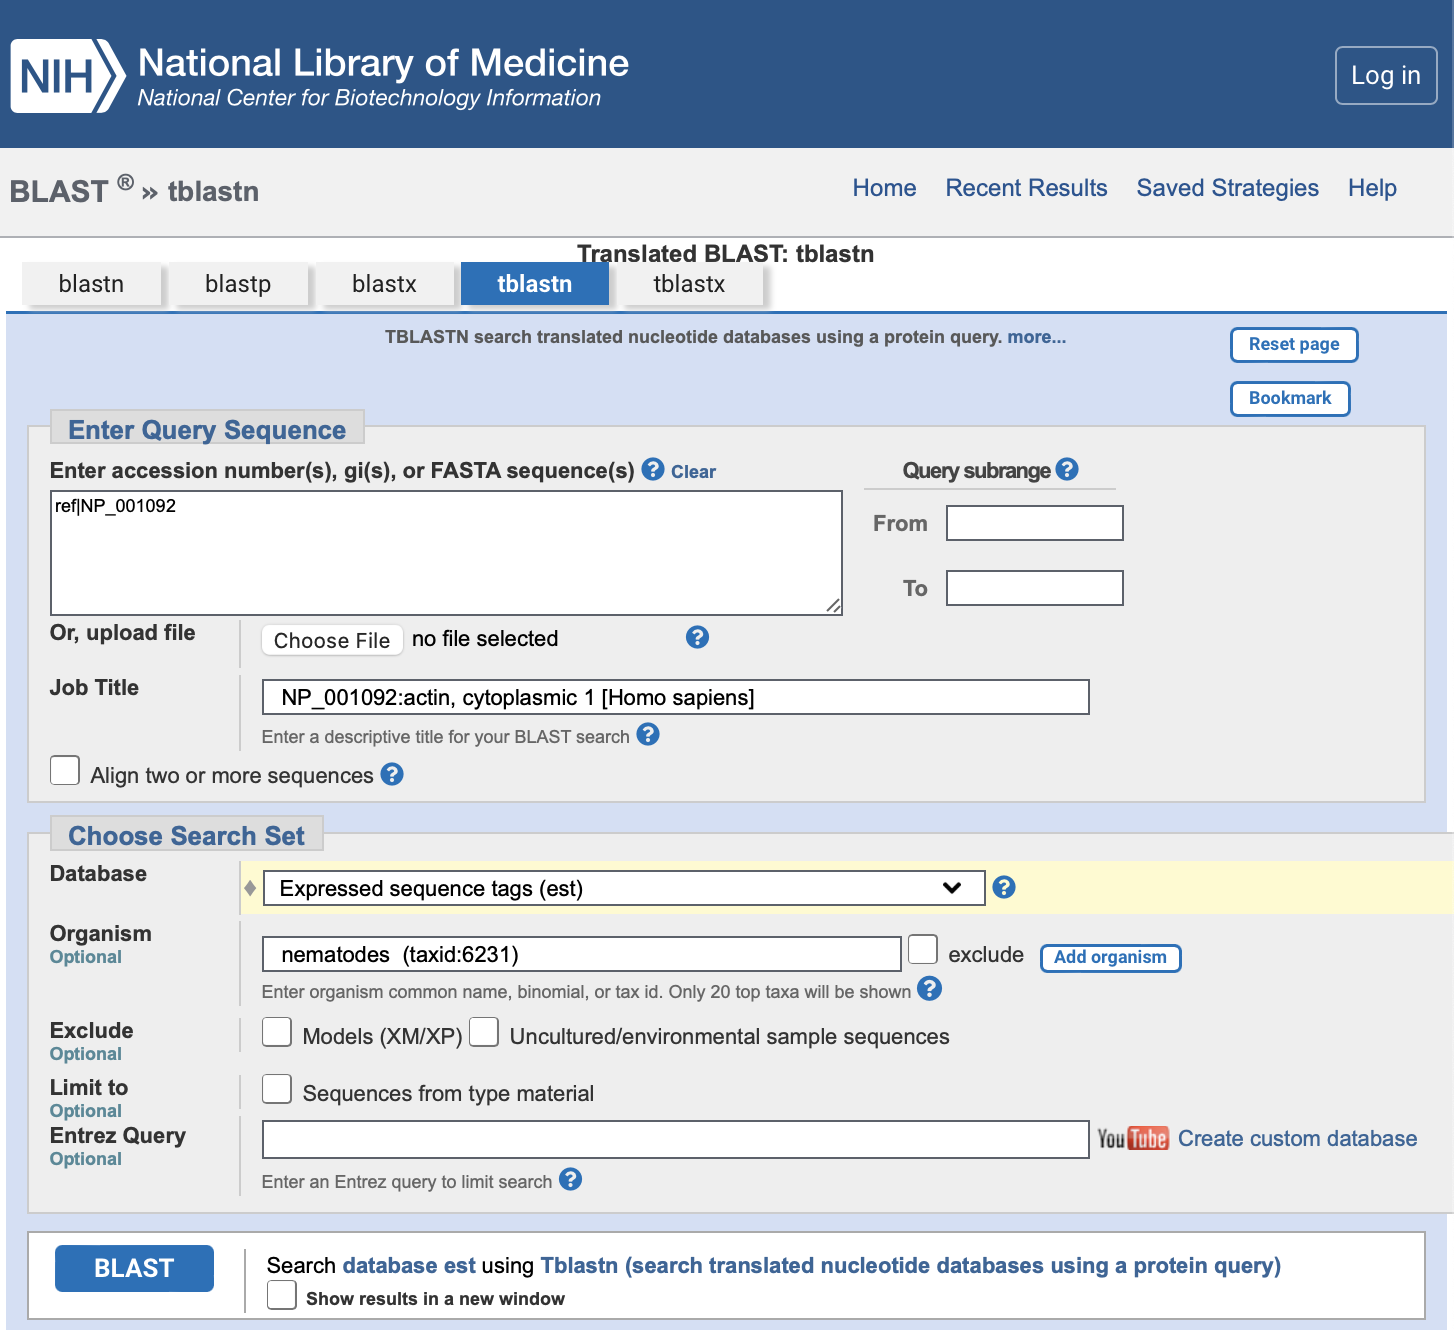 NIH National Library of Medicine
National Center for Biotechnology Information
Log in
BLAST ® » tblastn
Home Recent Results Saved Strategies Help
Translated BLAST: tblastn
blastn blastp blastx tblastn tblastx
TBLASTN search translated nucleotide databases using a protein query. more...
Reset page
Bookmark
Enter Query Sequence
Enter accession number(s), gi(s), or FASTA sequence(s) ? Clear
Query subrange ?
ref|NP_001092
From
To
Or, upload file
Choose File no file selected ?
Job Title
NP_001092:actin, cytoplasmic 1 [Homo sapiens]
Enter a descriptive title for your BLAST search ?
Align two or more sequences ?
Choose Search Set
Database
Expressed sequence tags (est) ?
Organism
Optional
nematodes (taxid:6231)
exclude Add organism
Enter organism common name, binomial, or tax id. Only 20 top taxa will be shown ?
Exclude
Optional
Models (XM/XP) Uncultured/environmental sample sequences
Limit to
Optional
Sequences from type material
Entrez Query
Optional
YouTube Create custom database
Enter an Entrez query to limit search ?
BLAST
Search database est using Tblastn (search translated nucleotide databases using a protein query)
Show results in a new window